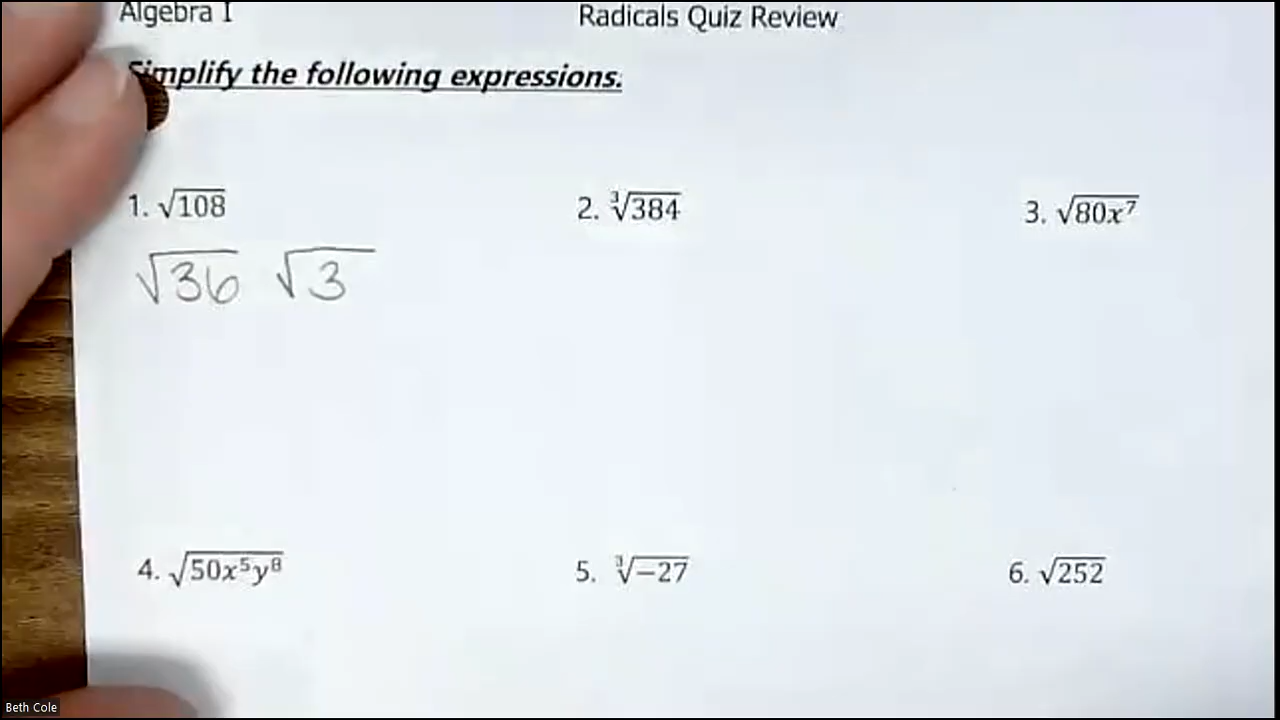 Algebra I Radicals Quiz Review
Simplify the following expressions.
1. √108 2. ∛384 3. √80x⁷
√36 √3
4. √50x⁵y⁸ 5. ∛−27 6. √252
Beth Cole